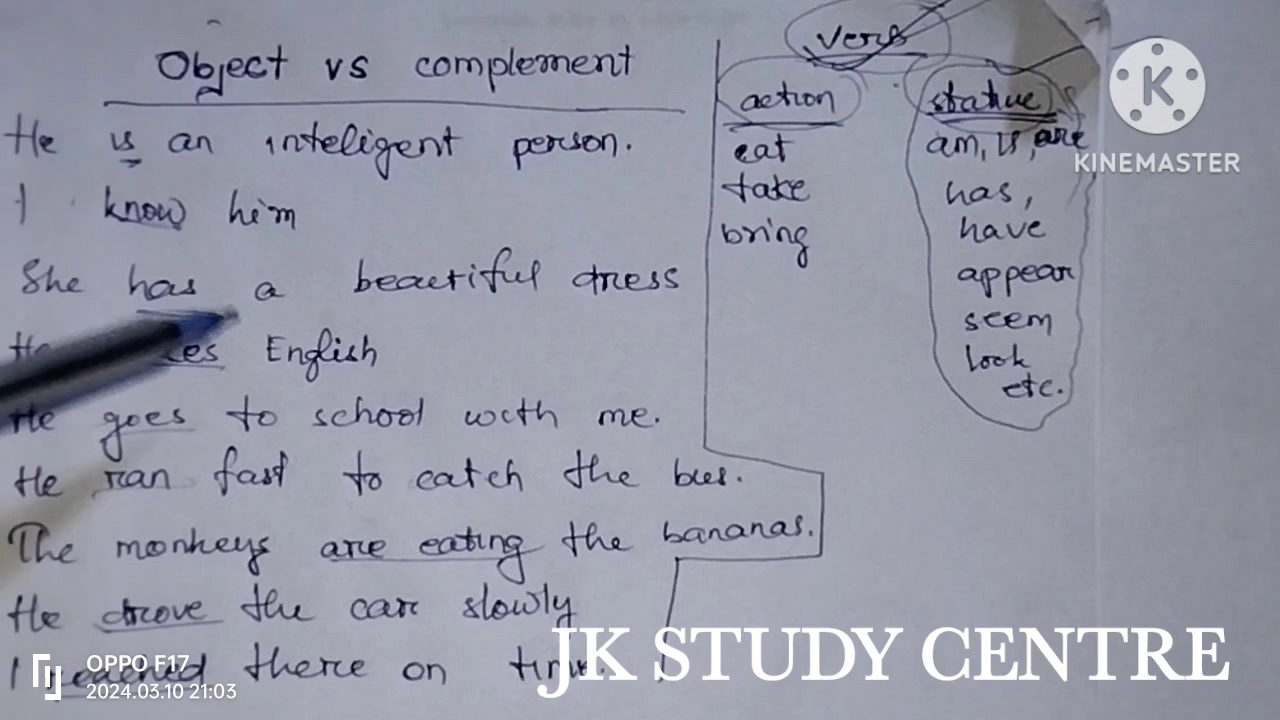 Object vs complement
He is an inteligent person.
I know him
She has a beautiful dress
English
He goes to school with me.
He ran fast to catch the bus.
The monkeys are eating the bananas.
He drove the car slowly
I reached there on time.
verb
action
eat
take
bring
statue
am, is, are
has,
have
appear
seem
look
etc.
KINEMASTER
JK STUDY CENTRE
OPPO F17
2024.03.10 21:03